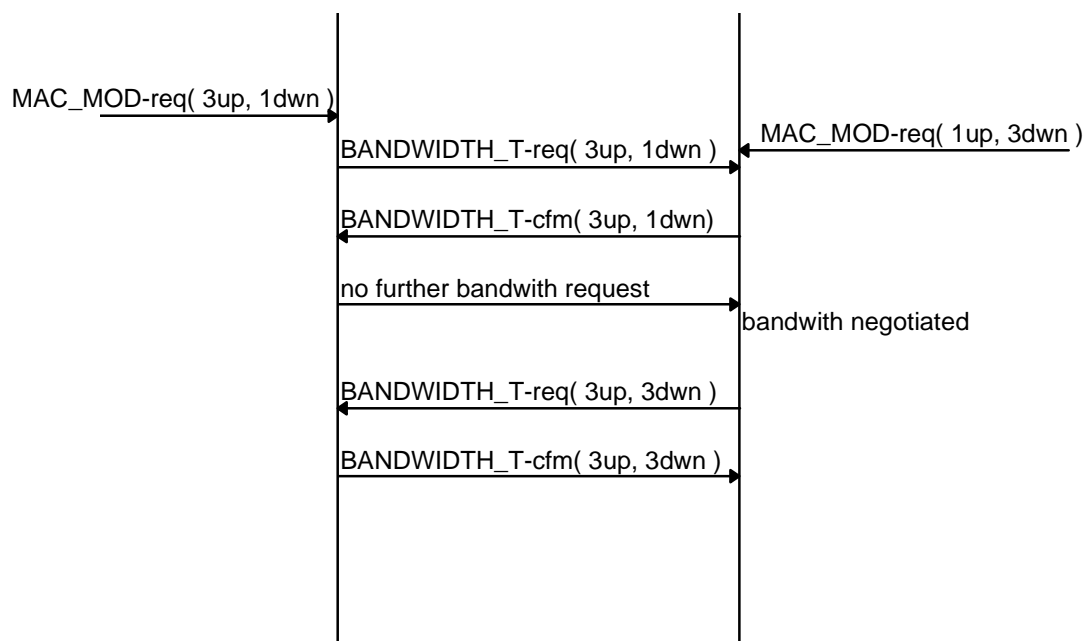 MAC_MOD-req( 3up, 1dwn )
MAC_MOD-req( 1up, 3dwn )
BANDWIDTH_T-req( 3up, 1dwn )
BANDWIDTH_T-cfm( 3up, 1dwn)
no further bandwith request
bandwith negotiated
BANDWIDTH_T-req( 3up, 3dwn )
BANDWIDTH_T-cfm( 3up, 3dwn )